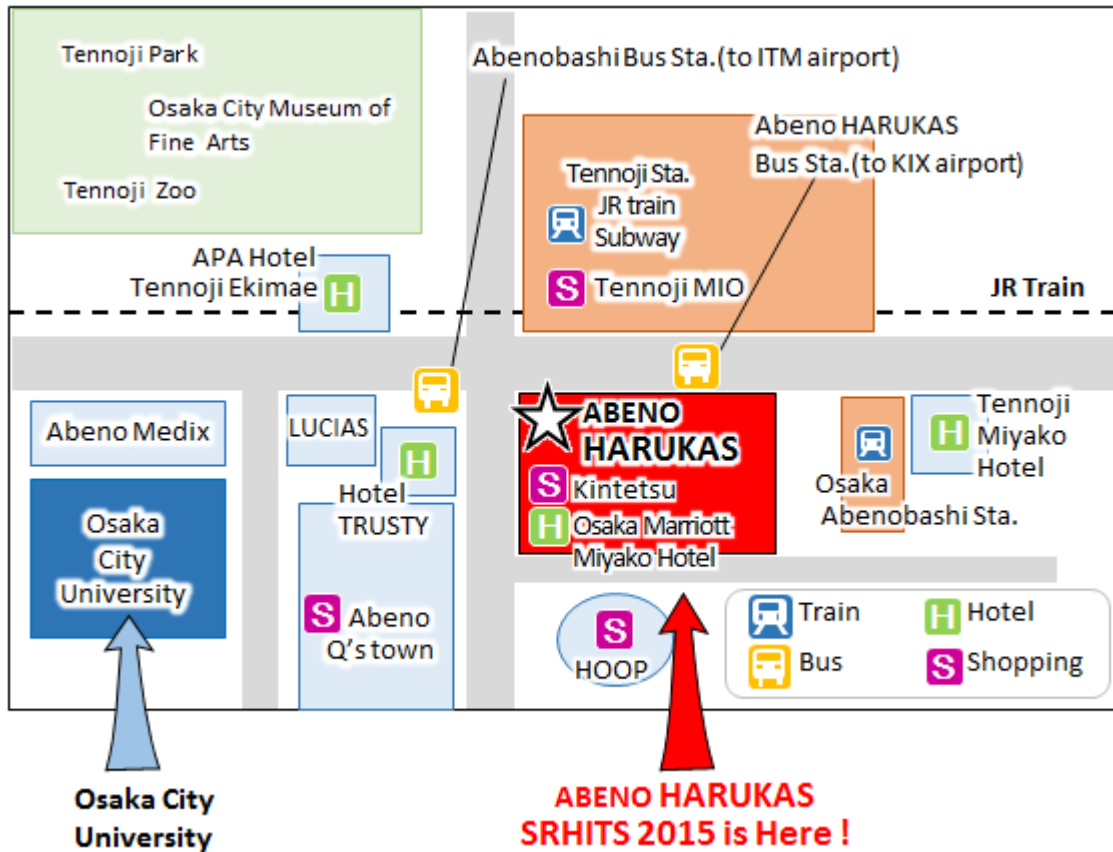 Tennoji Park
Osaka City Museum of
Fine Arts
Tennoji Zoo
Abenobashi Bus Sta.(to ITM airport)
Abeno HARUKAS
Bus Sta.(to KIX airport)
Tennoji Sta.
JR train
Subway
S Tennoji MIO
APA Hotel
Tennoji Ekimae
H
JR Train
Abeno Medix
LUCIAS
H
Hotel
TRUSTY
ABENO
HARUKAS
S Kintetsu
H Osaka Marriott
Miyako Hotel
Osaka
Abenobashi Sta.
H
Tennoji
Miyako
Hotel
Osaka
City
University
S Abeno
Q's town
S
HOOP
Train
H Hotel
Bus
S Shopping
Osaka City
University
ABENO HARUKAS
SRHITS 2015 is Here !